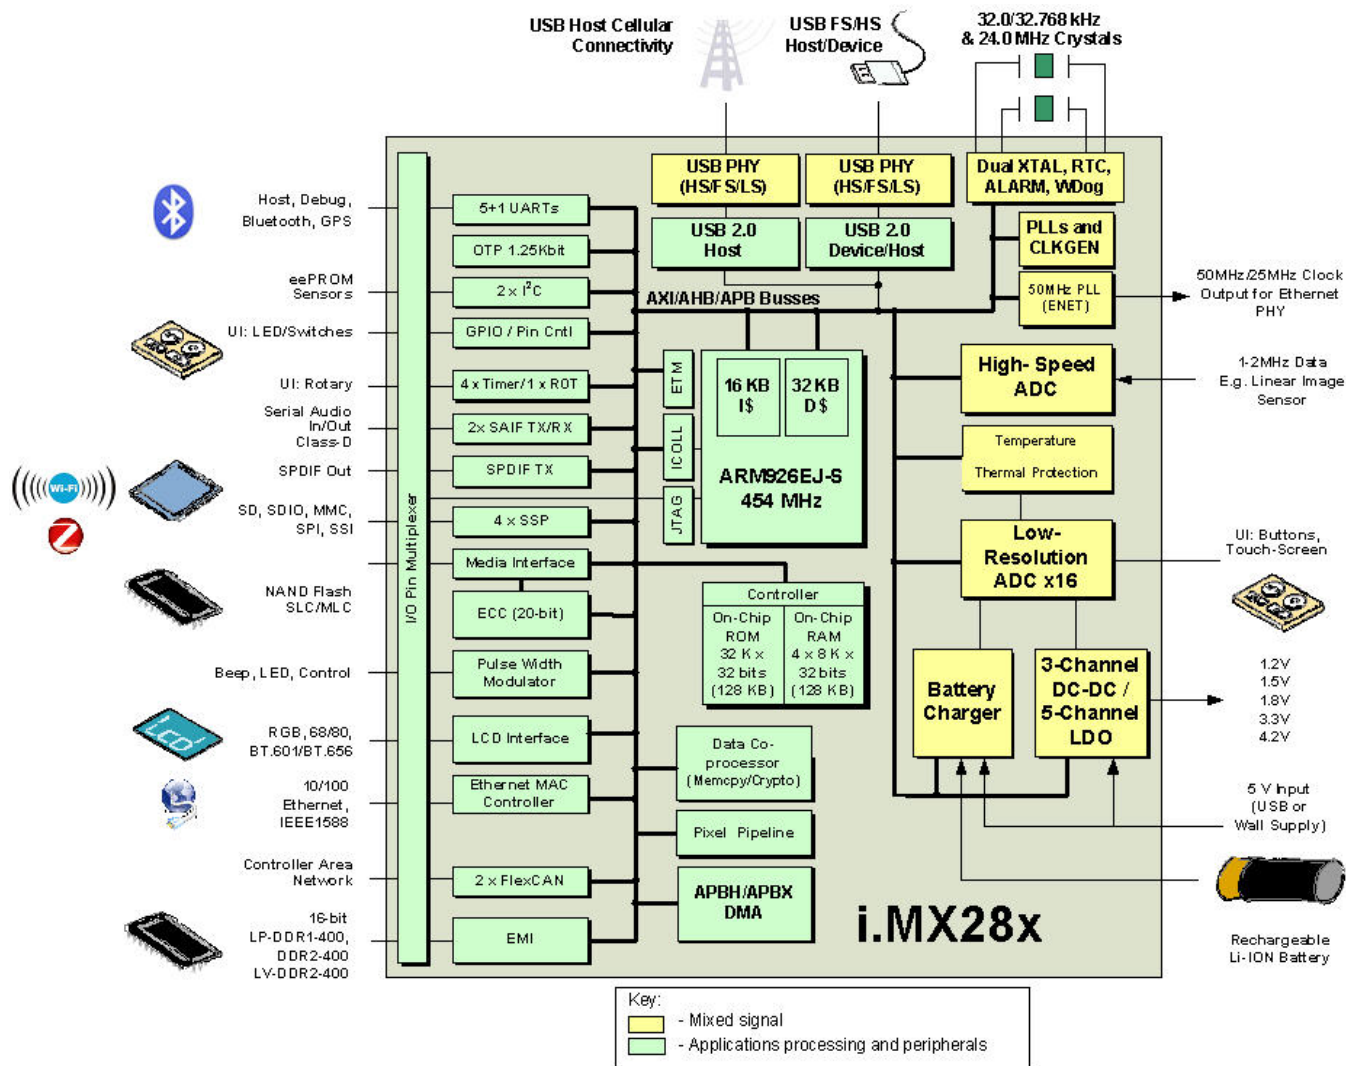 USB Host Cellular
Connectivity
USB FS/HS
Host/Device
32.0/32.768 kHz
& 24.0 MHz Crystals
USB PHY
(HS/FS/LS)
USB PHY
(HS/FS/LS)
Dual XTAL, RTC,
ALARM, WDog
Host, Debug,
Bluetooth, GPS
5+1 UARTs
USB 2.0
Host
USB 2.0
Device/Host
PLLs and
CLKGEN
OTP 1.25Kbit
eePROM
Sensors
2 x I²C
AXI/AHB/APB Busses
50MHz PLL
(ENET)
50MHz/25MHz Clock
Output for Ethernet
PHY
UI: LED/Switches
GPIO / Pin Cntl
UI: Rotary
4 x Timer/1 x ROT
ETM
16 KB
I$
32 KB
D$
High- Speed
ADC
1-2MHz Data
E.g. Linear Image
Sensor
Serial Audio
In/Out
Class-D
2x SAIF TX/RX
ICOLL
Temperature
Thermal Protection
SPDIF Out
SPDIF TX
ARM926EJ-S
454 MHz
Wi-Fi
SD, SDIO, MMC,
SPI, SSI
4 x SSP
JTAG
I/O Pin Multiplexer
Low-
Resolution
ADC x16
UI: Buttons,
Touch-Screen
Media Interface
NAND Flash
SLC/MLC
ECC (20-bit)
Controller
On-Chip
ROM
32 K x
32 bits
(128 KB)
On-Chip
RAM
4 x 8 K x
32 bits
(128 KB)
Beep, LED, Control
Pulse Width
Modulator
Battery
Charger
3-Channel
DC-DC /
5-Channel
LDO
1.2V
1.5V
1.8V
3.3V
4.2V
LCD
RGB, 68/80,
BT.601/BT.656
LCD Interface
Data Co-
processor
(Memcpy/Crypto)
10/100
Ethernet,
IEEE1588
Ethernet MAC
Controller
5 V Input
(USB or
Wall Supply)
Pixel Pipeline
Controller Area
Network
2 x FlexCAN
APBH/APBX
DMA
i.MX28x
16-bit
LP-DDR1-400,
DDR2-400
LV-DDR2-400
EMI
Rechargeable
Li-ION Battery
Key:
- Mixed signal
- Applications processing and peripherals